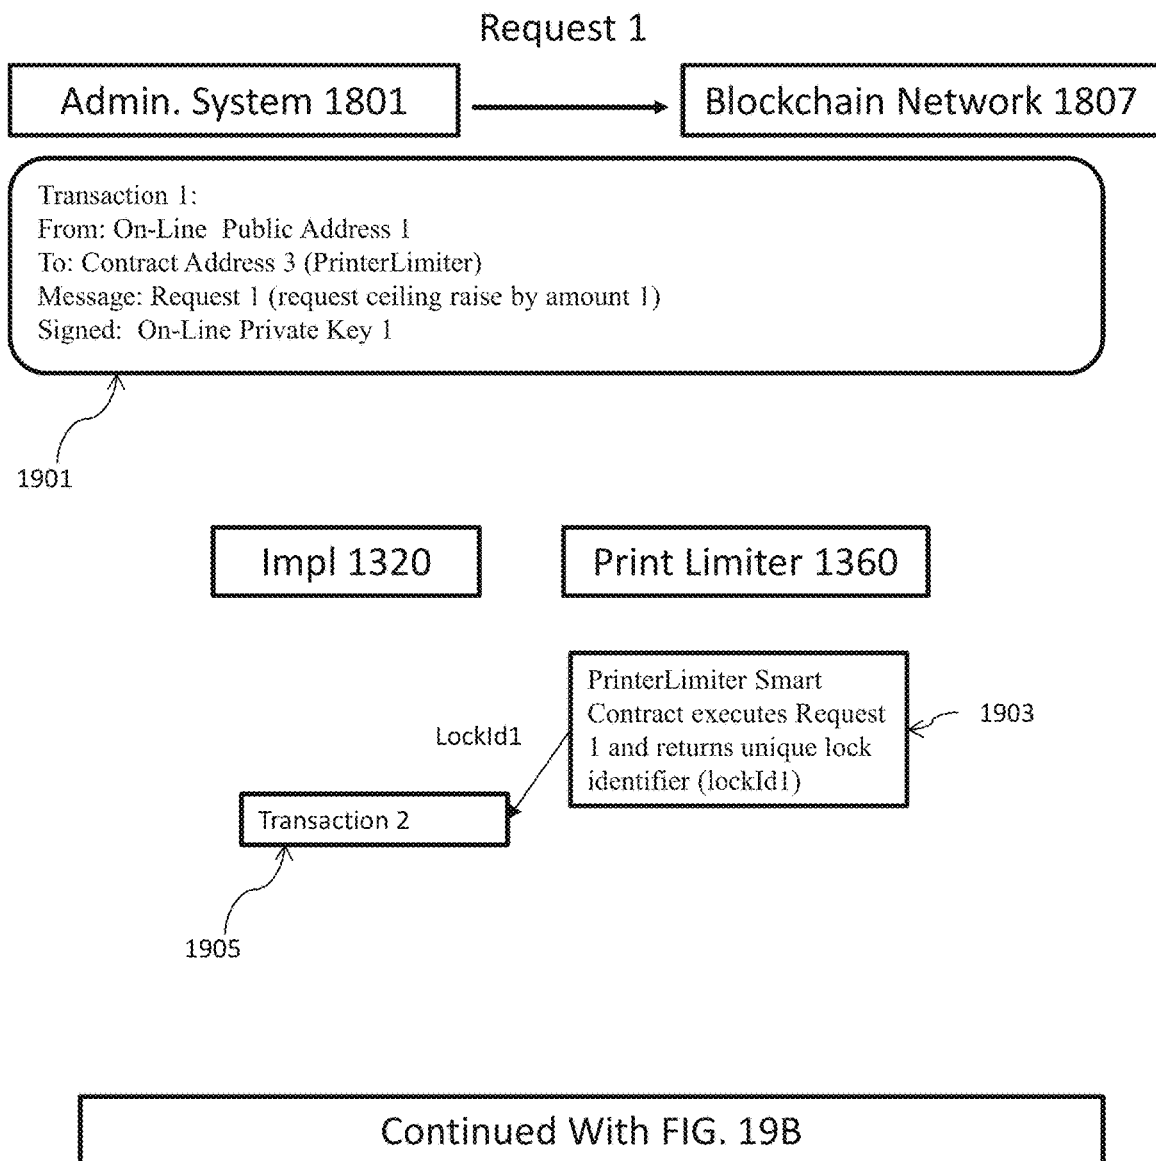 Request 1
Admin. System 1801
Blockchain Network 1807
Transaction 1:
From: On-Line Public Address 1
To: Contract Address 3 (PrinterLimiter)
Message: Request 1 (request ceiling raise by amount 1)
Signed: On-Line Private Key 1
1901
Impl 1320
Print Limiter 1360
PrinterLimiter Smart
Contract executes Request
1 and returns unique lock
identifier (lockId1)
1903
LockId1
Transaction 2
1905
Continued With FIG. 19B